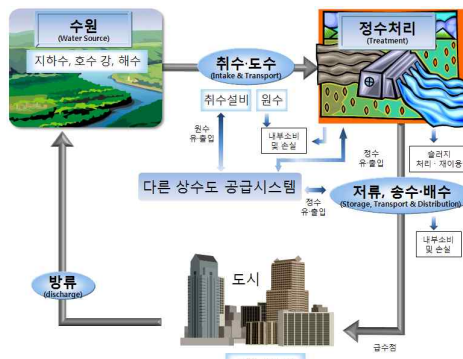 수원
(Water Source)
지하수, 호수 강, 해수
취수·도수
(Intake & Transport)
취수설비
원수
정수처리
(Treatment)
원수
유·출입
내부소비
및 손실
정수
유·출입
슬러지
처리·재이용
다른 상수도 공급시스템
정수
유·출입
저류, 송수·배수
(Storage, Transport & Distribution)
내부소비
및 손실
방류
(discharge)
도시
급수정